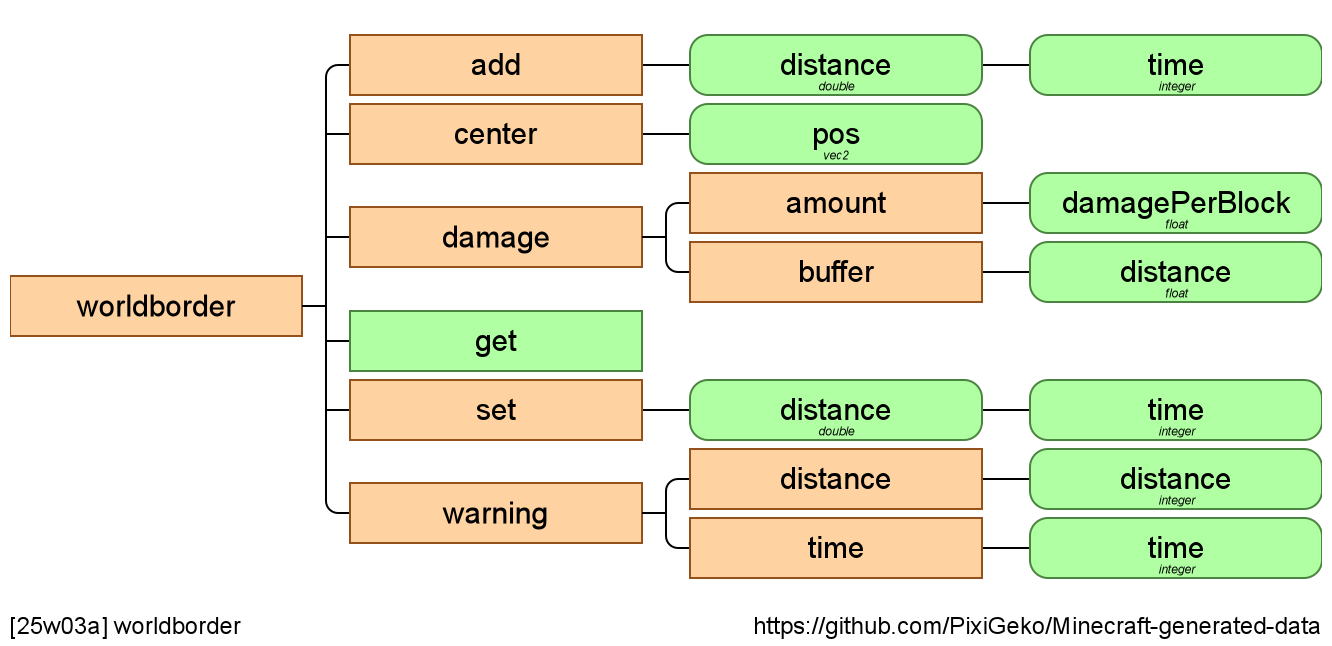 add
distance
double
time
integer
center
pos
vec2
damage
amount
damagePerBlock
float
buffer
distance
float
worldborder
get
set
distance
double
time
integer
warning
distance
distance
integer
time
time
integer
[25w03a] worldborder
https://github.com/PixiGeko/Minecraft-generated-data